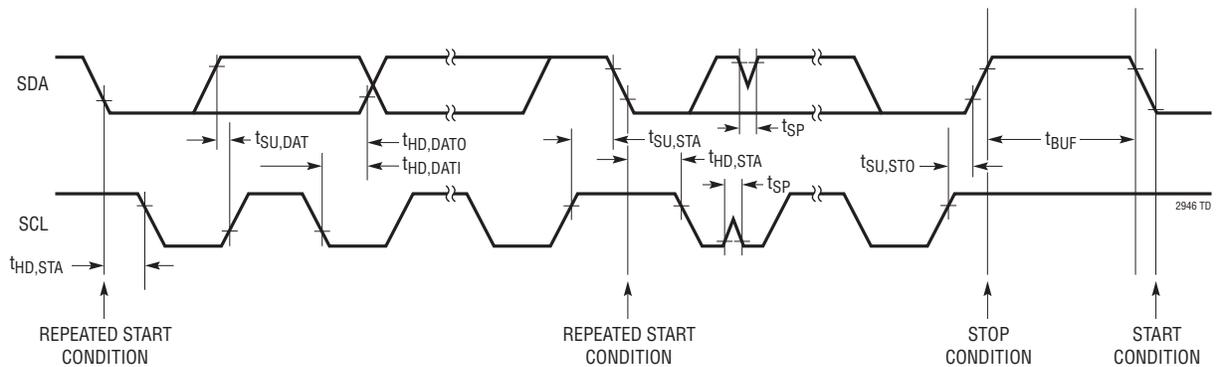 SDA
tSU,DAT
tHD,DATO
tHD,DATI
tSU,STA
tHD,STA
tSP
tSP
tSU,STO
tBUF
SCL
2946 TD
tHD,STA
REPEATED START
CONDITION
REPEATED START
CONDITION
STOP
CONDITION
START
CONDITION